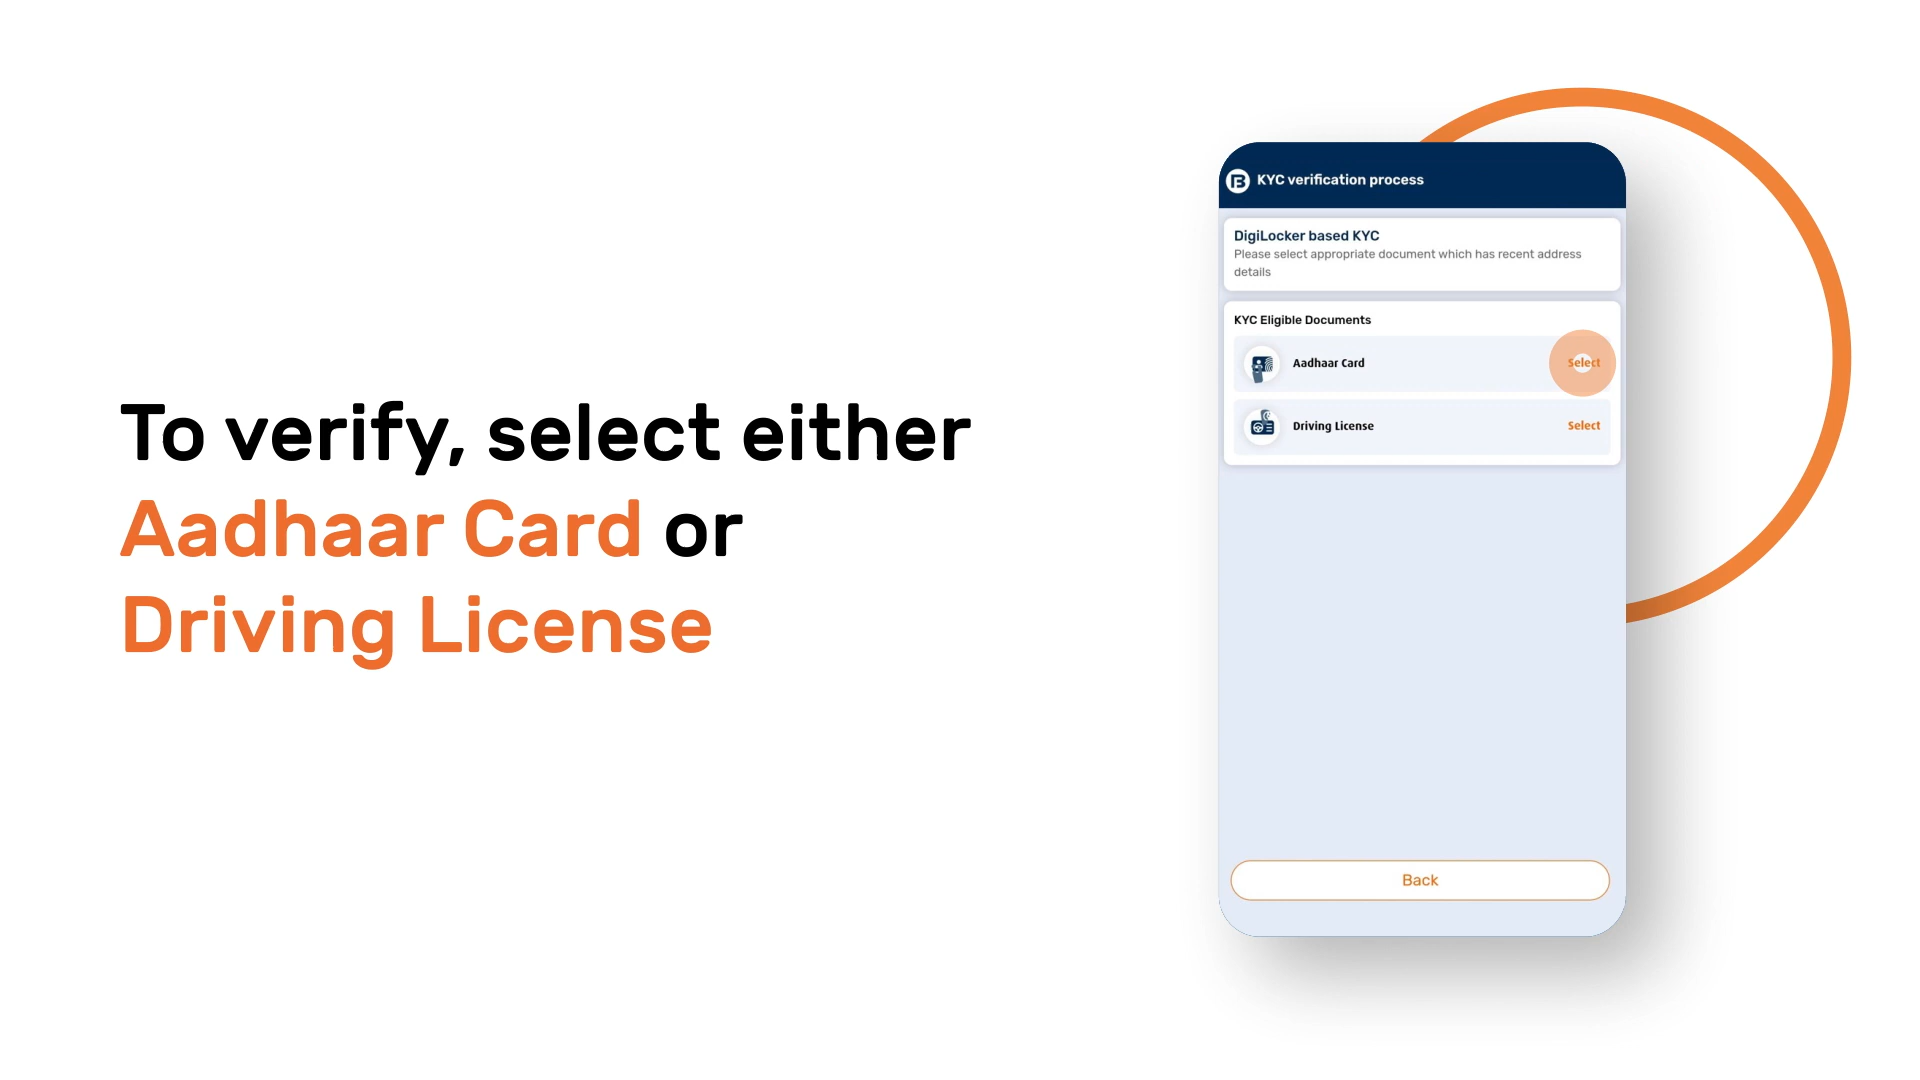 To verify, select either
Aadhaar Card or
Driving License
KYC verification process
DigiLocker based KYC
Please select appropriate document which has recent address
details
KYC Eligible Documents
Aadhaar Card Select
Driving License Select
Back